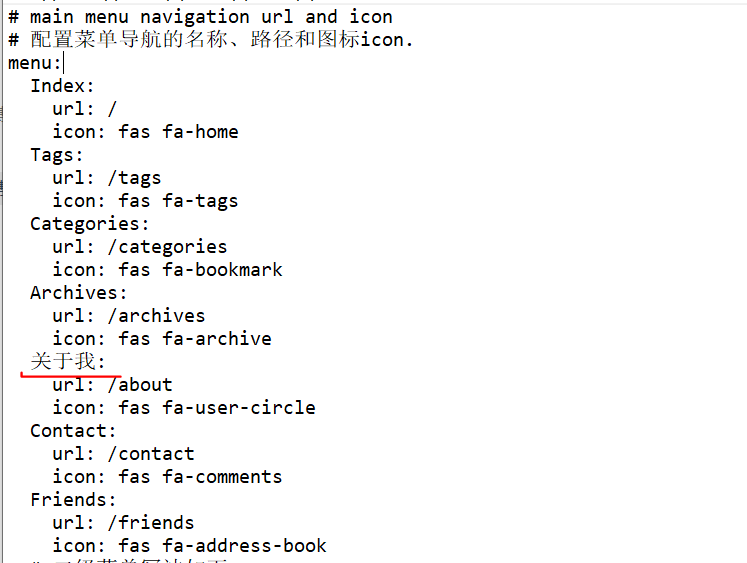 # main menu navigation url and icon
# 配置菜单导航的名称、路径和图标icon.
menu:
  Index:
    url: /
    icon: fas fa-home
  Tags:
    url: /tags
    icon: fas fa-tags
  Categories:
    url: /categories
    icon: fas fa-bookmark
  Archives:
    url: /archives
    icon: fas fa-archive
  关于我:
    url: /about
    icon: fas fa-user-circle
  Contact:
    url: /contact
    icon: fas fa-comments
  Friends:
    url: /friends
    icon: fas fa-address-book